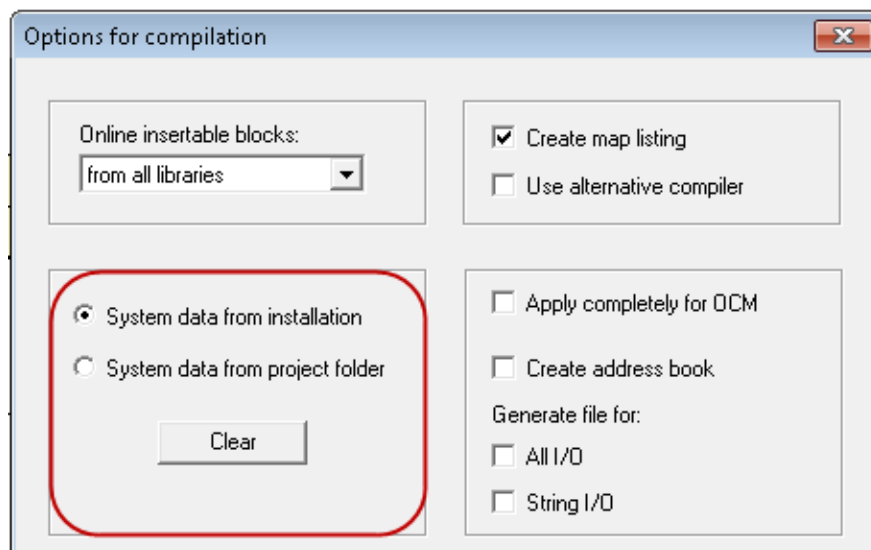 Options for compilation
Online insertable blocks:
from all libraries
Create map listing
Use alternative compiler
System data from installation
System data from project folder
Clear
Apply completely for OCM
Create address book
Generate file for:
All I/O
String I/O